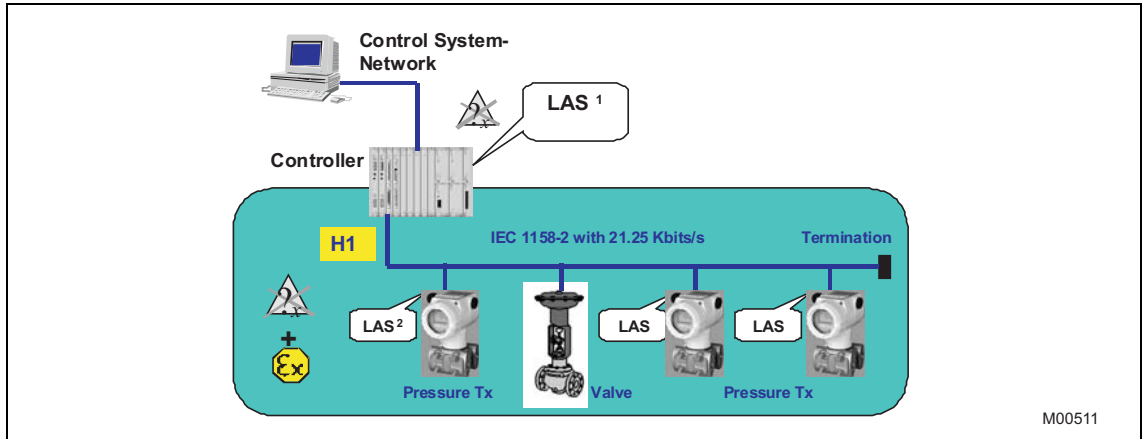 Control System-
Network
LAS 1
Controller
H1
IEC 1158-2 with 21.25 Kbits/s
Termination
LAS 2
LAS
LAS
+
Ex
Pressure Tx
Valve
Pressure Tx
M00511